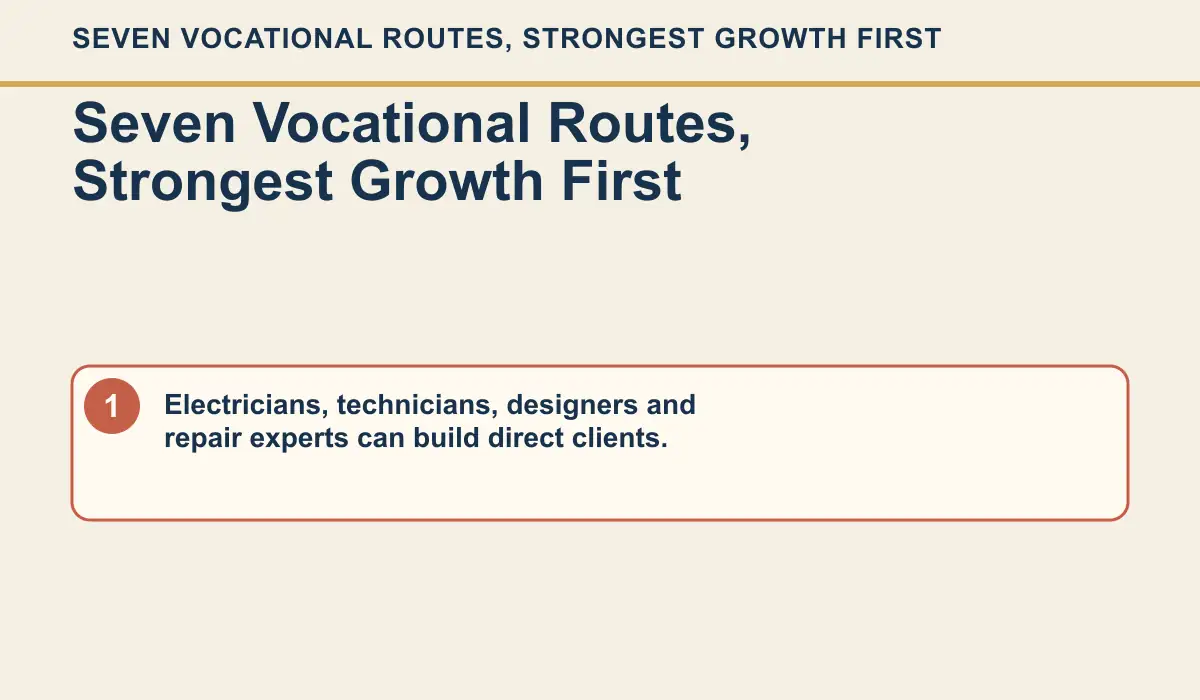 SEVEN VOCATIONAL ROUTES, STRONGEST GROWTH FIRST
Seven Vocational Routes,
Strongest Growth First
1
Electricians, technicians, designers and
repair experts can build direct clients.